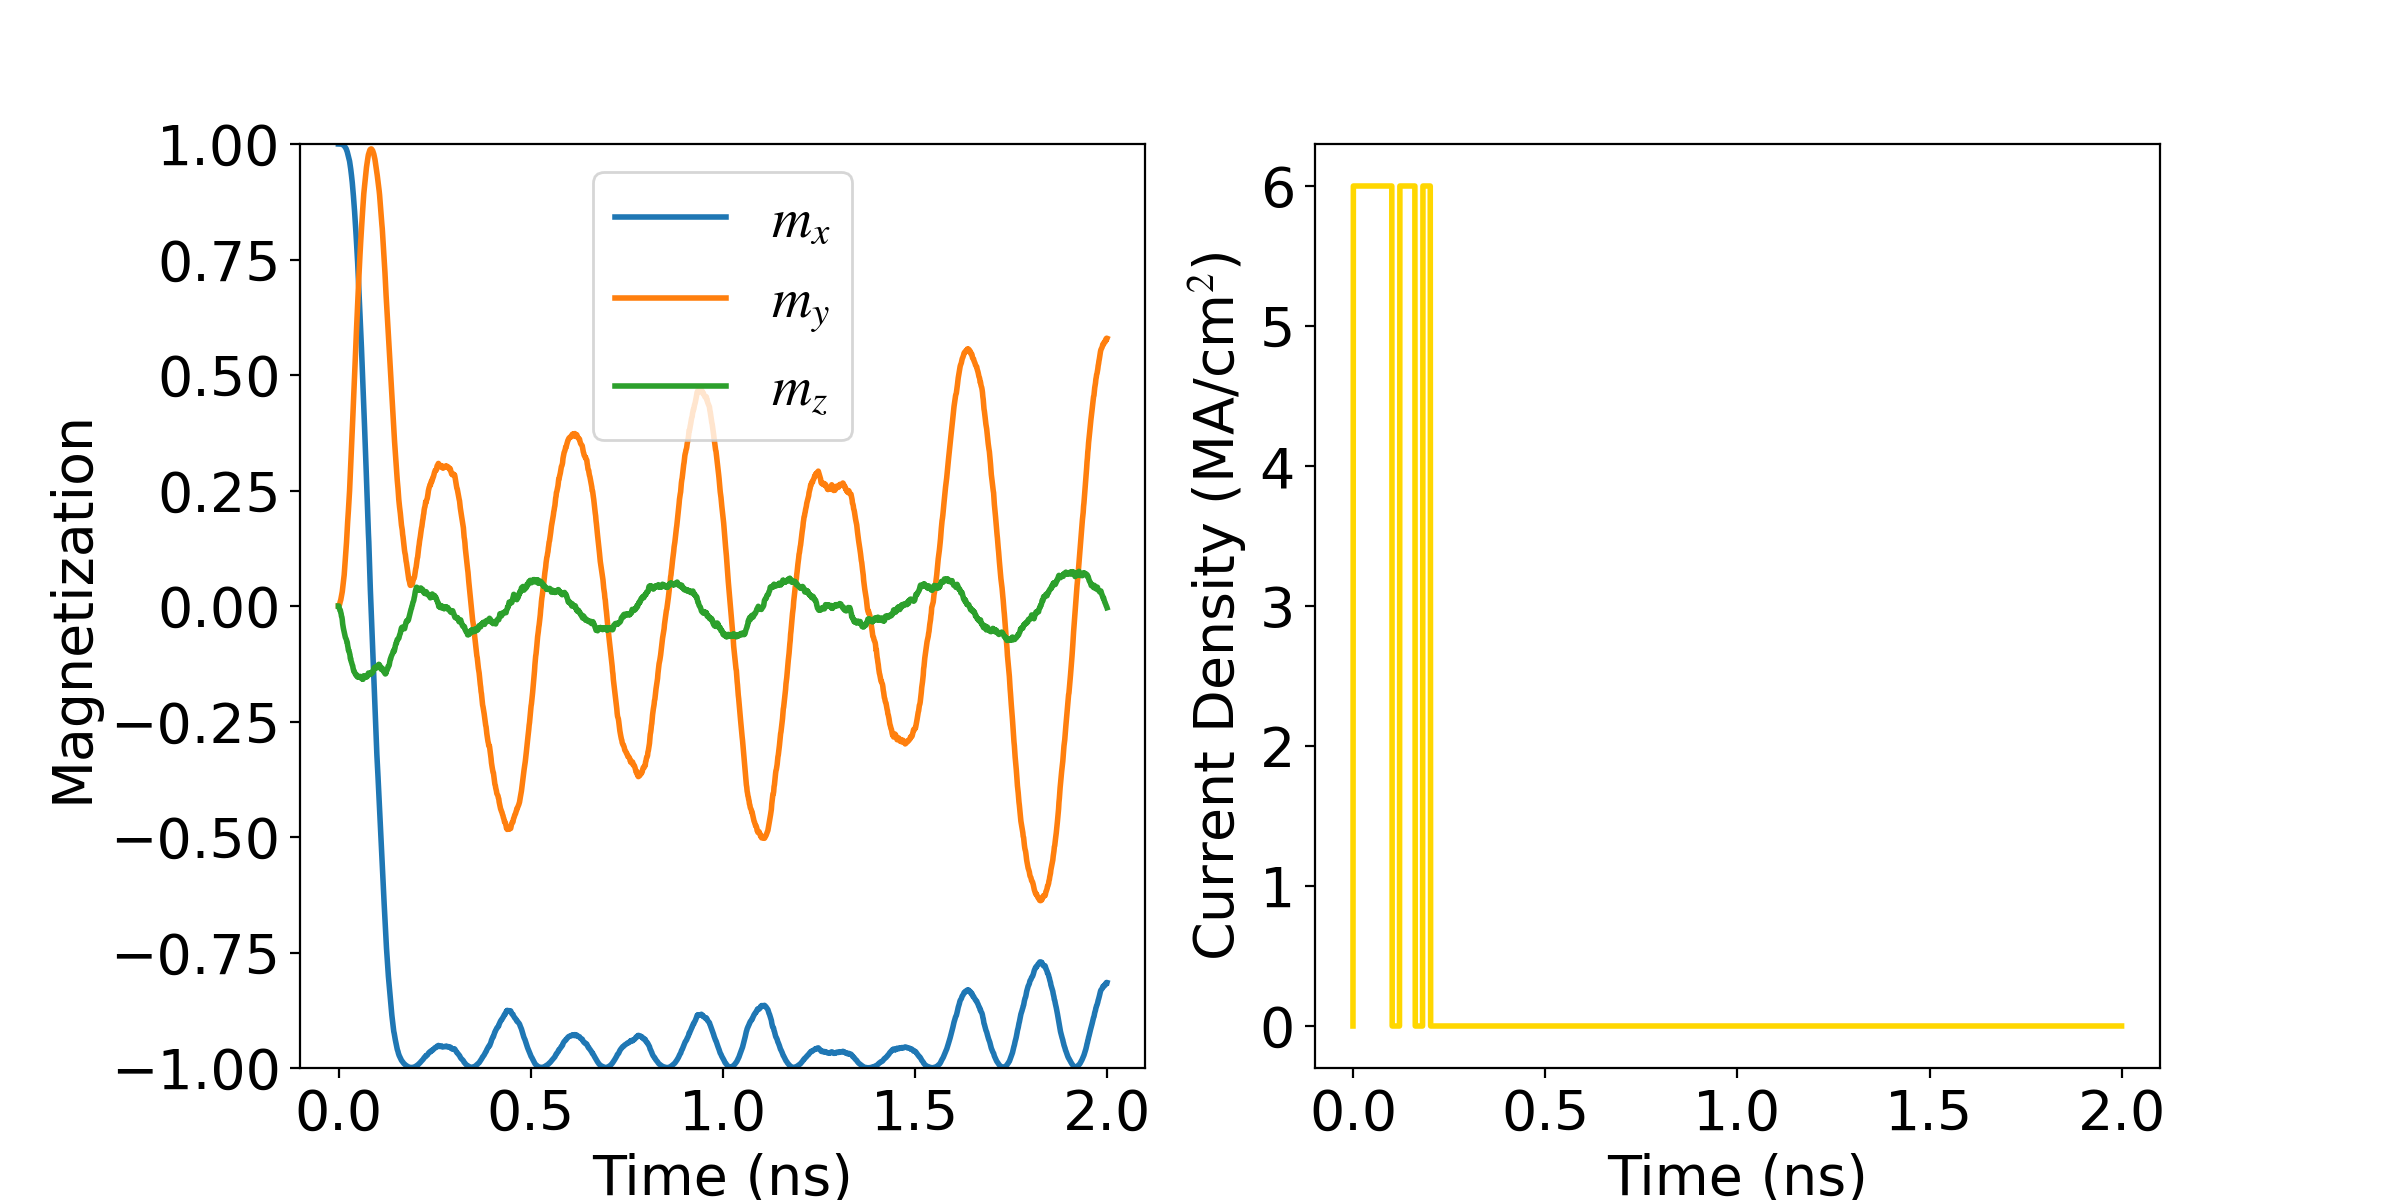 1.00
0.75
0.50
0.25
0.00
−0.25
−0.50
−0.75
−1.00
Magnetization
0.0 0.5 1.0 1.5 2.0
Time (ns)
m_x
m_y
m_z
6
5
4
3
2
1
0
Current Density (MA/cm²)
0.0 0.5 1.0 1.5 2.0
Time (ns)